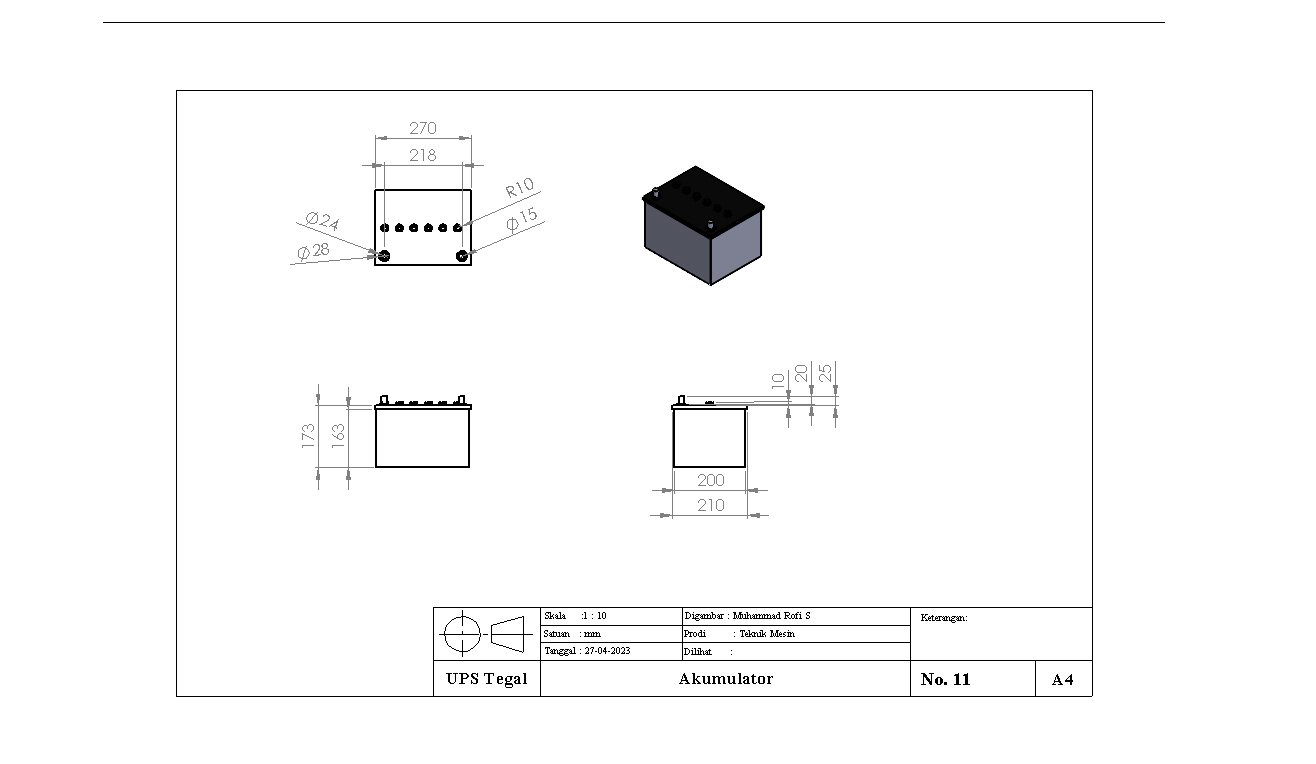 270
218
R10
Ø15
Ø24
Ø28
10
20
25
173
163
200
210
Skala :1 : 10
Digambar : Muhammad Rofi S
Keterangan:
Satuan : mm
Prodi : Teknik Mesin
Tanggal : 27-04-2023
Dilihat :
UPS Tegal
Akumulator
No. 11
A4